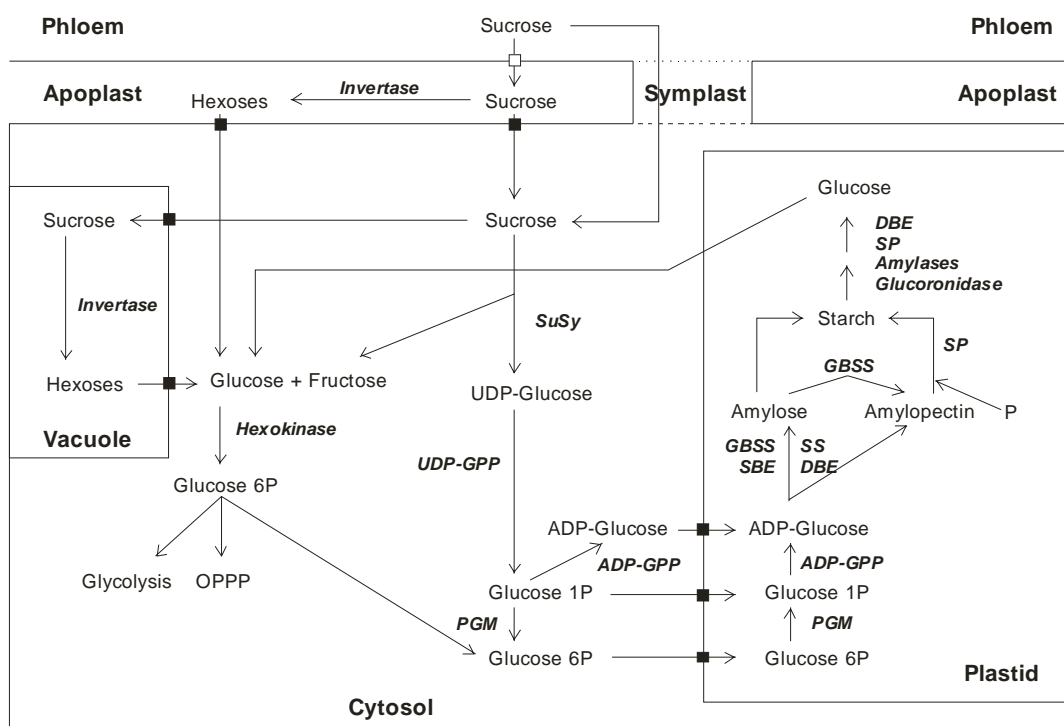 Phloem
Sucrose
Phloem
Apoplast
Hexoses
Invertase
Sucrose
Symplast
Apoplast
Glucose
Sucrose
Sucrose
DBE
SP
Amylases
Glucoronidase
Invertase
SuSy
Starch
SP
Hexoses
Glucose + Fructose
UDP-Glucose
GBSS
Amylose
Amylopectin
P
Vacuole
Hexokinase
GBSS
SBE
SS
DBE
UDP-GPP
Glucose 6P
ADP-Glucose
ADP-Glucose
ADP-GPP
ADP-GPP
Glycolysis
OPPP
Glucose 1P
Glucose 1P
PGM
PGM
Glucose 6P
Glucose 6P
Plastid
Cytosol